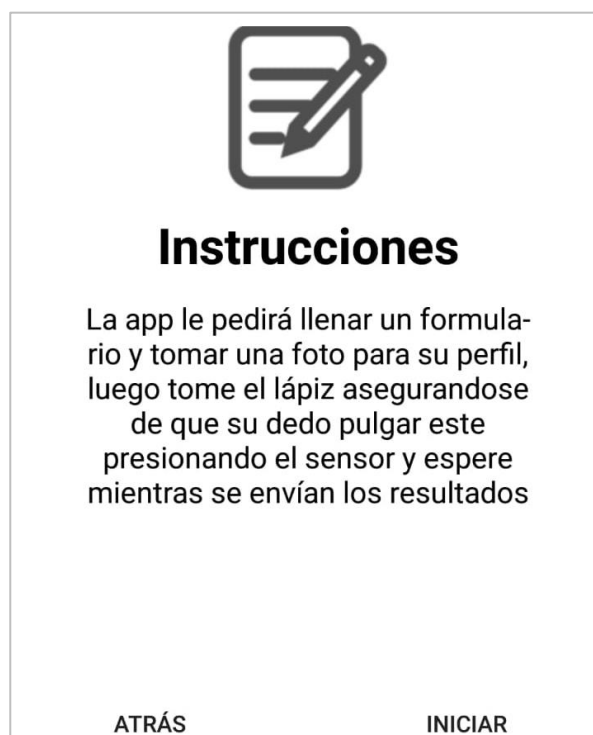 Instrucciones
La app le pedirá llenar un formula-
rio y tomar una foto para su perfil,
luego tome el lápiz asegurandose
de que su dedo pulgar este
presionando el sensor y espere
mientras se envían los resultados
ATRÁS INICIAR